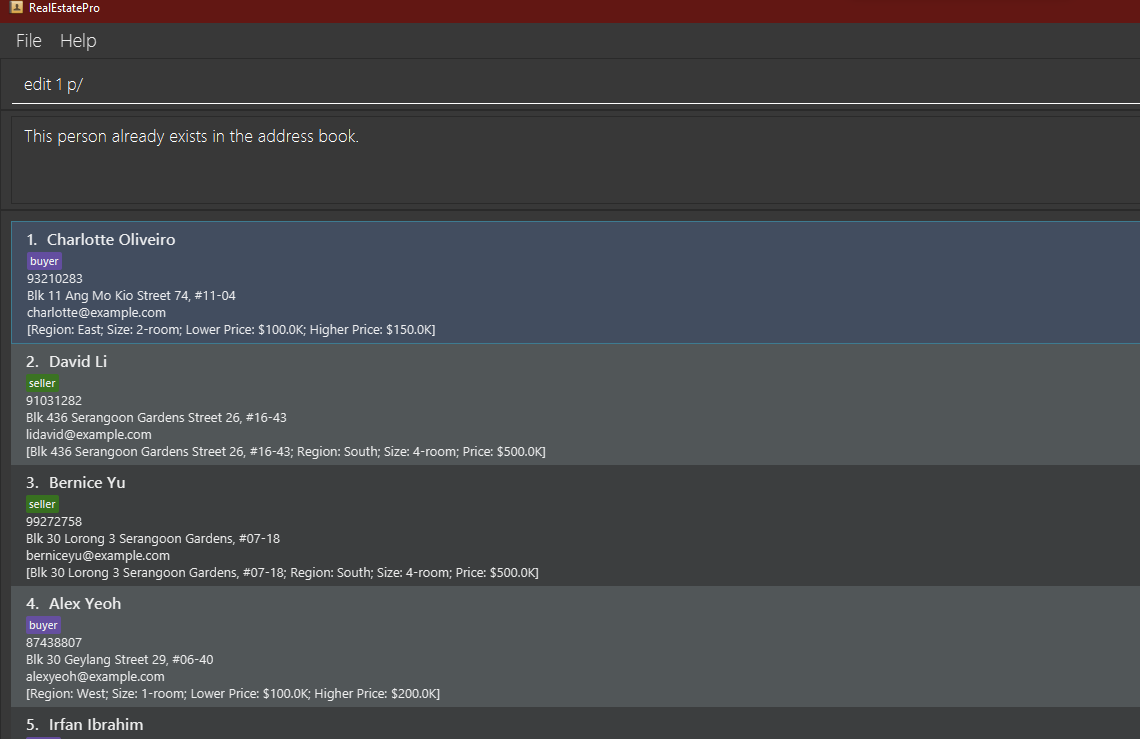 RealEstatePro
File Help
edit 1 p/
This person already exists in the address book.
1. Charlotte Oliveiro
buyer
93210283
Blk 11 Ang Mo Kio Street 74, #11-04
charlotte@example.com
[Region: East; Size: 2-room; Lower Price: $100.0K; Higher Price: $150.0K]
2. David Li
seller
91031282
Blk 436 Serangoon Gardens Street 26, #16-43
lidavid@example.com
[Blk 436 Serangoon Gardens Street 26, #16-43; Region: South; Size: 4-room; Price: $500.0K]
3. Bernice Yu
seller
99272758
Blk 30 Lorong 3 Serangoon Gardens, #07-18
berniceyu@example.com
[Blk 30 Lorong 3 Serangoon Gardens, #07-18; Region: South; Size: 4-room; Price: $500.0K]
4. Alex Yeoh
buyer
87438807
Blk 30 Geylang Street 29, #06-40
alexyeoh@example.com
[Region: West; Size: 1-room; Lower Price: $100.0K; Higher Price: $200.0K]
5. Irfan Ibrahim